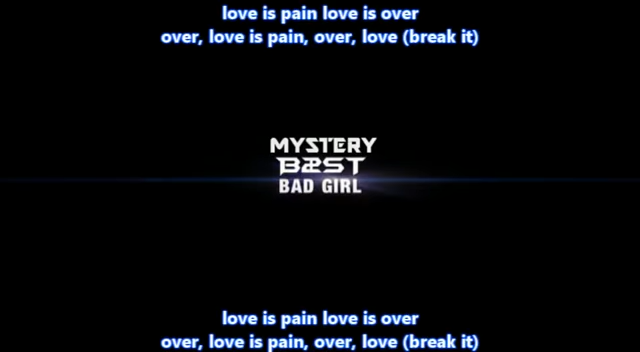 love is pain love is over
over, love is pain, over, love (break it)
MYSTERY
B2ST
BAD GIRL
love is pain love is over
over, love is pain, over, love (break it)